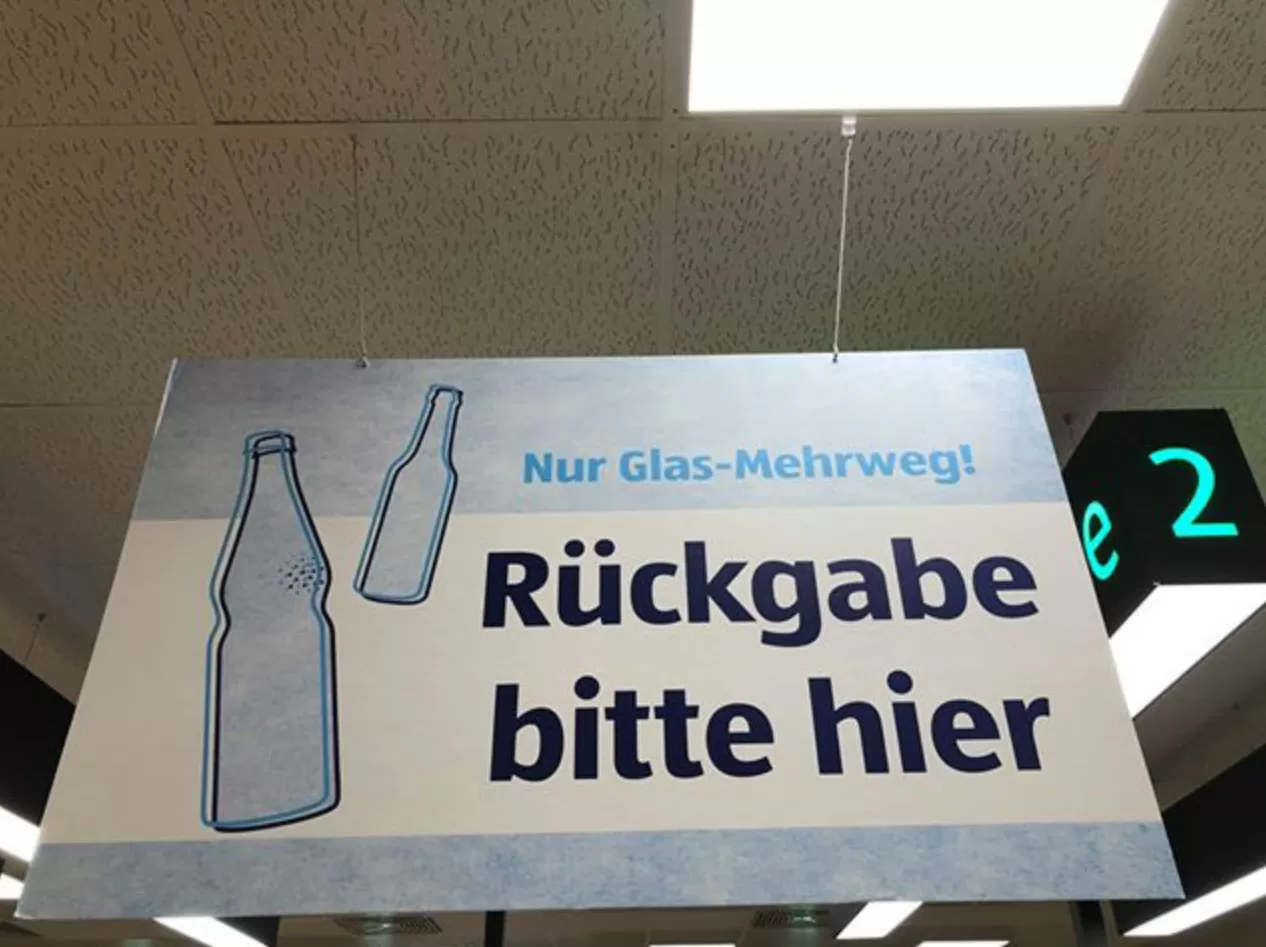 Nur Glas-Mehrweg!
Rückgabe
bitte hier
e 2